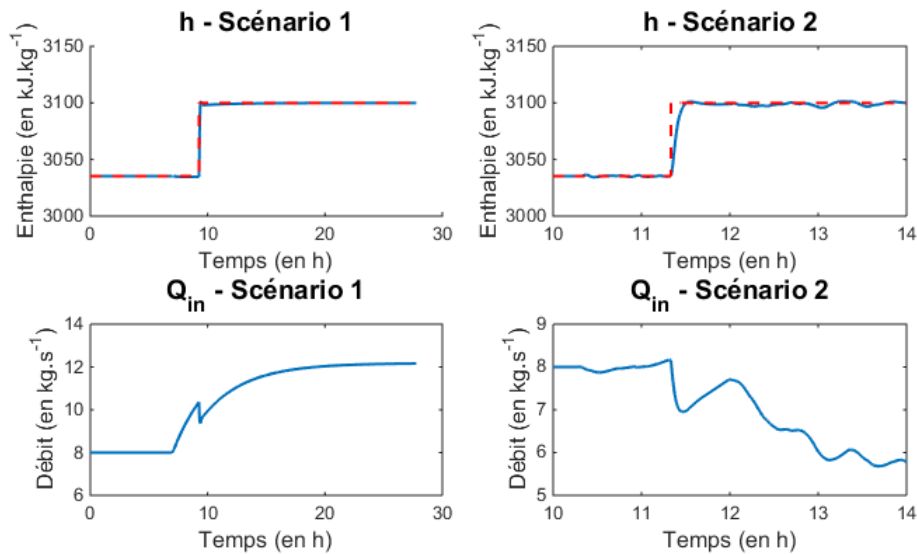 h - Scénario 1
3150
3100
3050
3000
Enthalpie (en kJ.kg⁻¹)
0 10 20 30
Temps (en h)
h - Scénario 2
3150
3100
3050
3000
Enthalpie (en kJ.kg⁻¹)
10 11 12 13 14
Temps (en h)
Q_in - Scénario 1
14
12
10
8
6
Débit (en kg.s⁻¹)
0 10 20 30
Temps (en h)
Q_in - Scénario 2
9
8
7
6
5
Débit (en kg.s⁻¹)
10 11 12 13 14
Temps (en h)